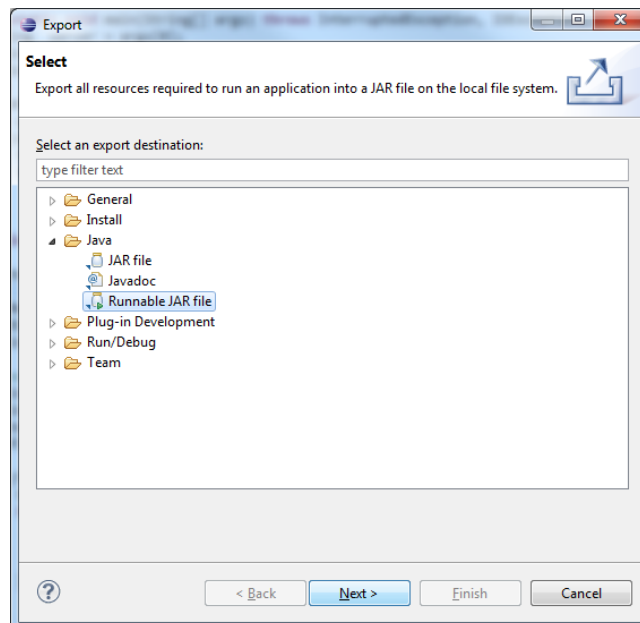 Export
Select
Export all resources required to run an application into a JAR file on the local file system.
Select an export destination:
type filter text
General
Install
Java
JAR file
Javadoc
Runnable JAR file
Plug-in Development
Run/Debug
Team
? < Back Next > Finish Cancel